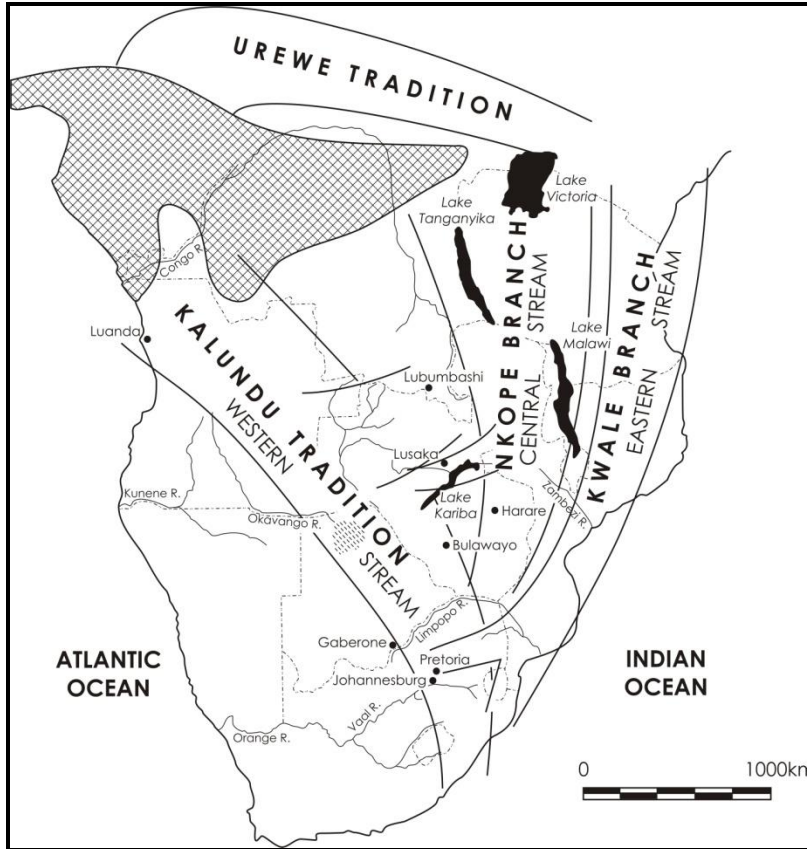 UREWE TRADITION
Lake
Victoria
Lake
Tanganyika
Congo R.
Luanda
KALUNDU TRADITION
WESTERN STREAM
NKOPE BRANCH
CENTRAL STREAM
KWALE BRANCH
EASTERN STREAM
Lake
Malawi
Lubumbashi
Lusaka
Kunene R.
Okavango R.
Lake
Kariba
Zambezi R.
Harare
Bulawayo
Limpopo R.
Gaberone
Pretoria
Johannesburg
Vaal R.
Orange R.
ATLANTIC
OCEAN
INDIAN
OCEAN
0 1000km